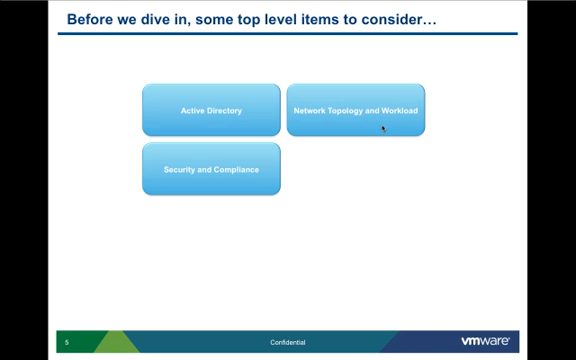 Before we dive in, some top level items to consider…
Active Directory
Network Topology and Workload
Security and Compliance
5
Confidential
vmware®